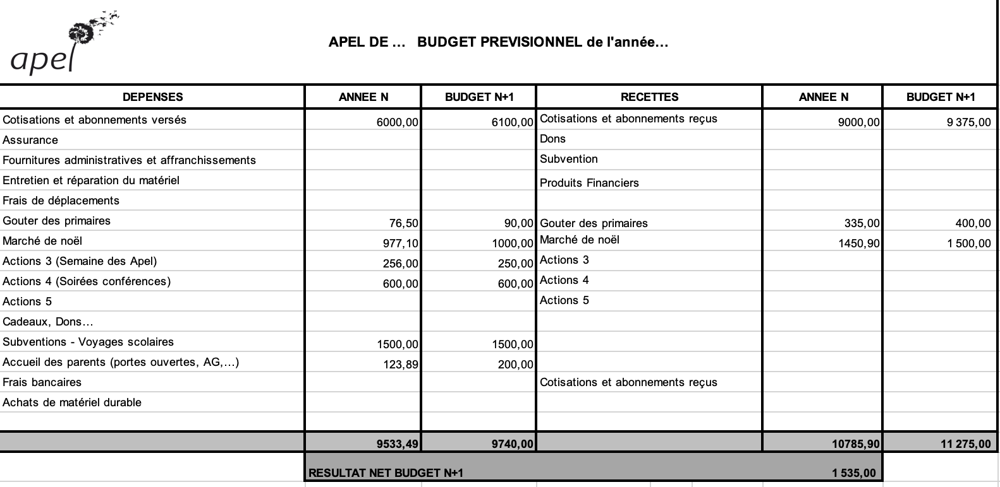 apel
APEL DE … BUDGET PREVISIONNEL de l'année…
DEPENSES ANNEE N BUDGET N+1 RECETTES ANNEE N BUDGET N+1
Cotisations et abonnements versés 6000,00 6100,00 Cotisations et abonnements reçus 9000,00 9 375,00
Assurance Dons
Fournitures administratives et affranchissements Subvention
Entretien et réparation du matériel Produits Financiers
Frais de déplacements
Gouter des primaires 76,50 90,00 Gouter des primaires 335,00 400,00
Marché de noël 977,10 1000,00 Marché de noël 1450,90 1 500,00
Actions 3 (Semaine des Apel) 256,00 250,00 Actions 3
Actions 4 (Soirées conférences) 600,00 600,00 Actions 4
Actions 5 Actions 5
Cadeaux, Dons…
Subventions - Voyages scolaires 1500,00 1500,00
Accueil des parents (portes ouvertes, AG,…) 123,89 200,00
Frais bancaires Cotisations et abonnements reçus
Achats de matériel durable
9533,49 9740,00 10785,90 11 275,00
RESULTAT NET BUDGET N+1 1 535,00